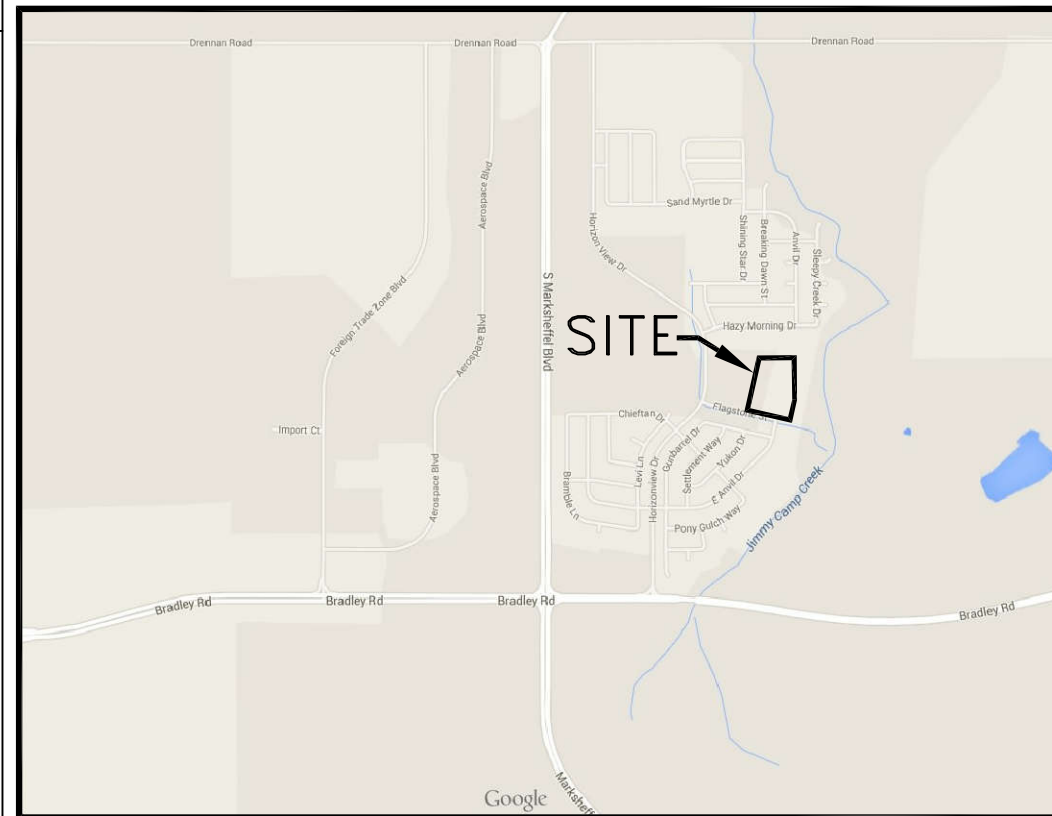 Drennan Road
Drennan Road
Drennan Road
Aerospace Blvd
Sand Myrtle Dr
Horizon View Dr
Shining Star Dr
Breaking Dawn St
Anvil Dr
Sleepy Creek Dr
Foreign Trade Zone Blvd
S Marksheffel Blvd
Aerospace Blvd
Hazy Morning Dr
SITE
Flagstone St
Chieftan Dr
Import Ct
Gunbarrel Dr
Settlement Way
Yukon Dr
Levi Ln
Horizonview Dr
Bramble Ln
E Anvil Dr
Aerospace Blvd
Pony Gulch Way
Jimmy Camp Creek
Bradley Rd
Bradley Rd
Bradley Rd
Bradley Rd
Marksheff
Google